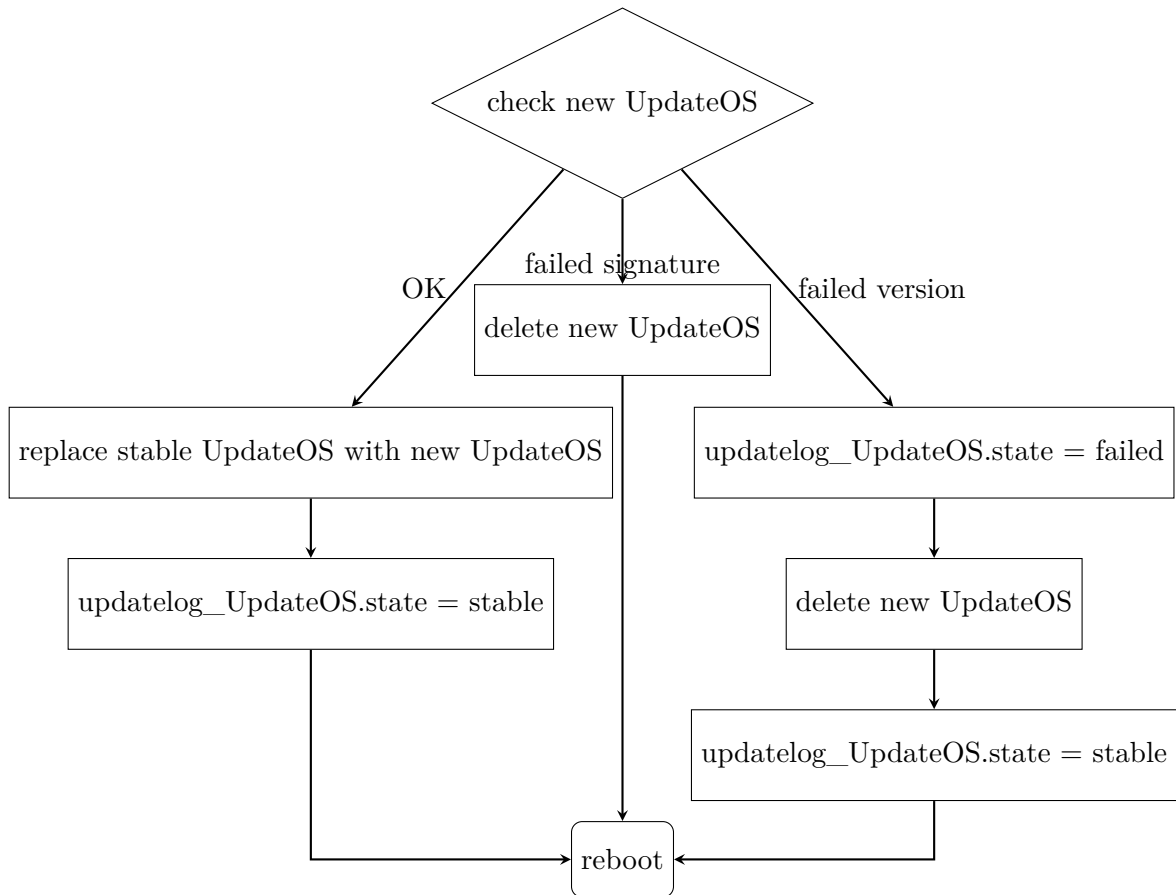 check new UpdateOS
failed signature
OK
failed version
delete new UpdateOS
replace stable UpdateOS with new UpdateOS
updatelog_UpdateOS.state = failed
updatelog_UpdateOS.state = stable
delete new UpdateOS
updatelog_UpdateOS.state = stable
reboot